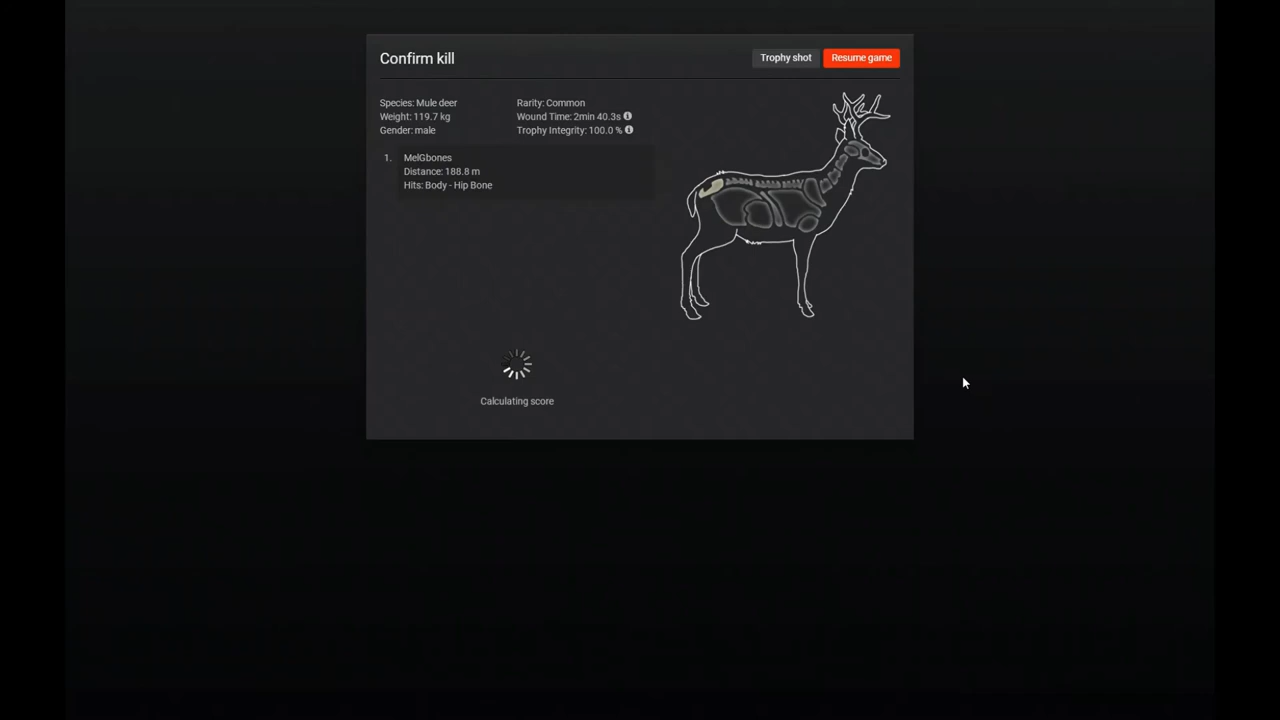 Confirm kill
Trophy shot
Resume game
Species: Mule deer
Weight: 119.7 kg
Gender: male
Rarity: Common
Wound Time: 2min 40.3s
Trophy Integrity: 100.0 %
1.
MelGbones
Distance: 188.8 m
Hits: Body - Hip Bone
Calculating score